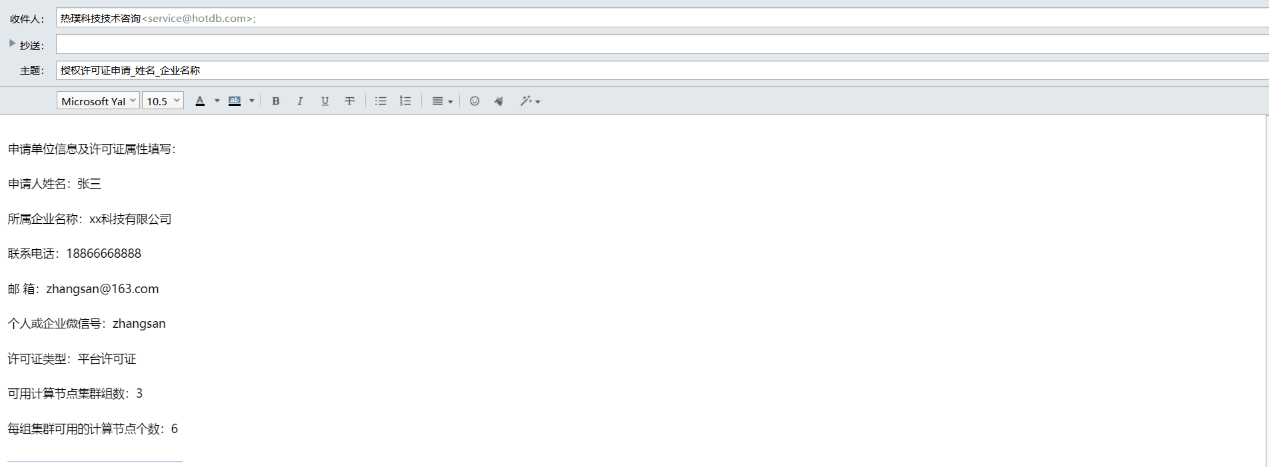 收件人： 热璞科技技术咨询<service@hotdb.com>;
抄送：
主题： 授权许可证申请_姓名_企业名称
Microsoft Yal 10.5 A ab B I U T
申请单位信息及许可证属性填写：
申请人姓名：张三
所属企业名称：xx科技有限公司
联系电话：18866668888
邮 箱：zhangsan@163.com
个人或企业微信号：zhangsan
许可证类型：平台许可证
可用计算节点集群组数：3
每组集群可用的计算节点个数：6